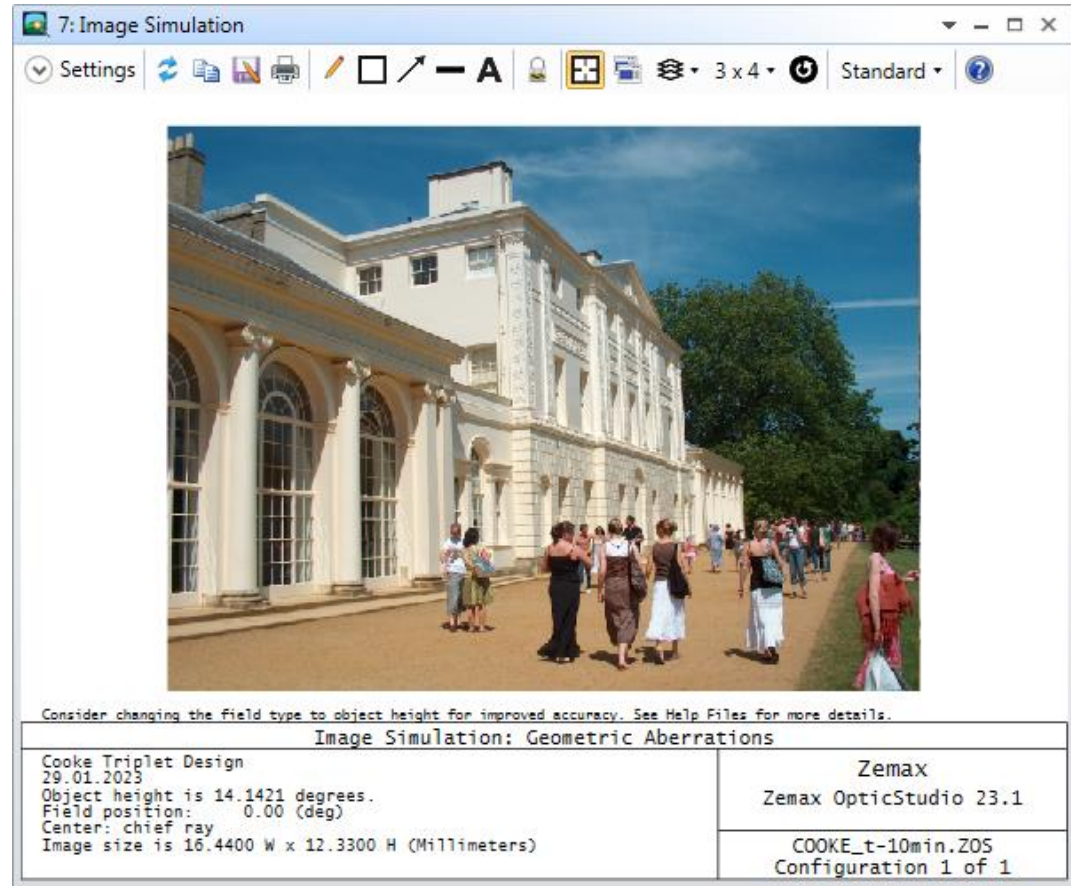 7: Image Simulation
Settings A 3 x 4 Standard ?
Consider changing the field type to object height for improved accuracy. See Help Files for more details.
Image Simulation: Geometric Aberrations
Cooke Triplet Design
29.01.2023
Object height is 14.1421 degrees.
Field position: 0.00 (deg)
Center: chief ray
Image size is 16.4400 W x 12.3300 H (Millimeters)
Zemax
Zemax OpticStudio 23.1
COOKE_t-10min.ZOS
Configuration 1 of 1